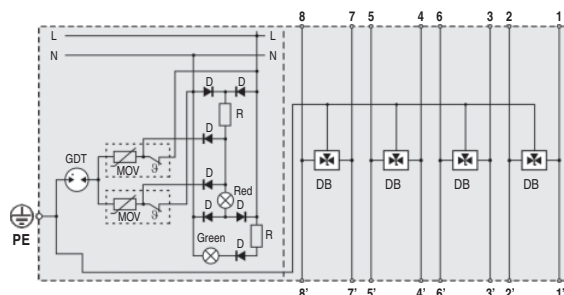 8 7 5 4 6 3 2 1
L L
N N
D D D
R
D
GDT
MOV ϑ
D
Red
MOV ϑ
D D
PE
Green D R
DB DB DB DB
8' 7' 5' 4' 6' 3' 2' 1'